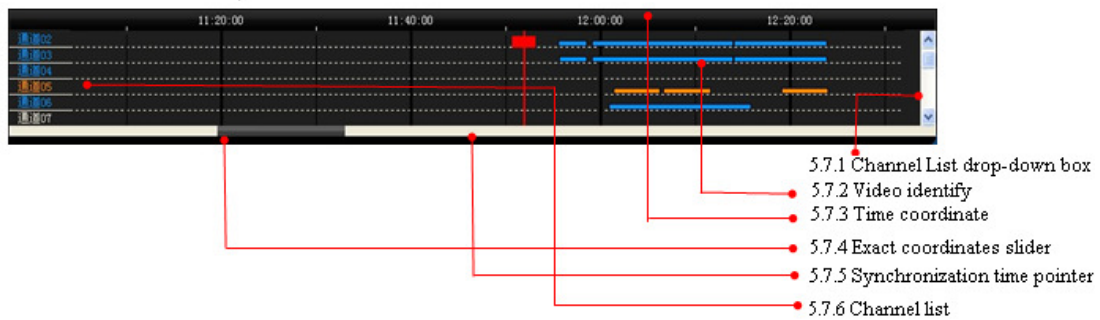 11:20:00 11:40:00 12:00:00 12:20:00
通道02
通道03
通道04
通道05
通道06
通道07
5.7.1 Channel List drop-down box
5.7.2 Video identify
5.7.3 Time coordinate
5.7.4 Exact coordinates slider
5.7.5 Synchronization time pointer
5.7.6 Channel list